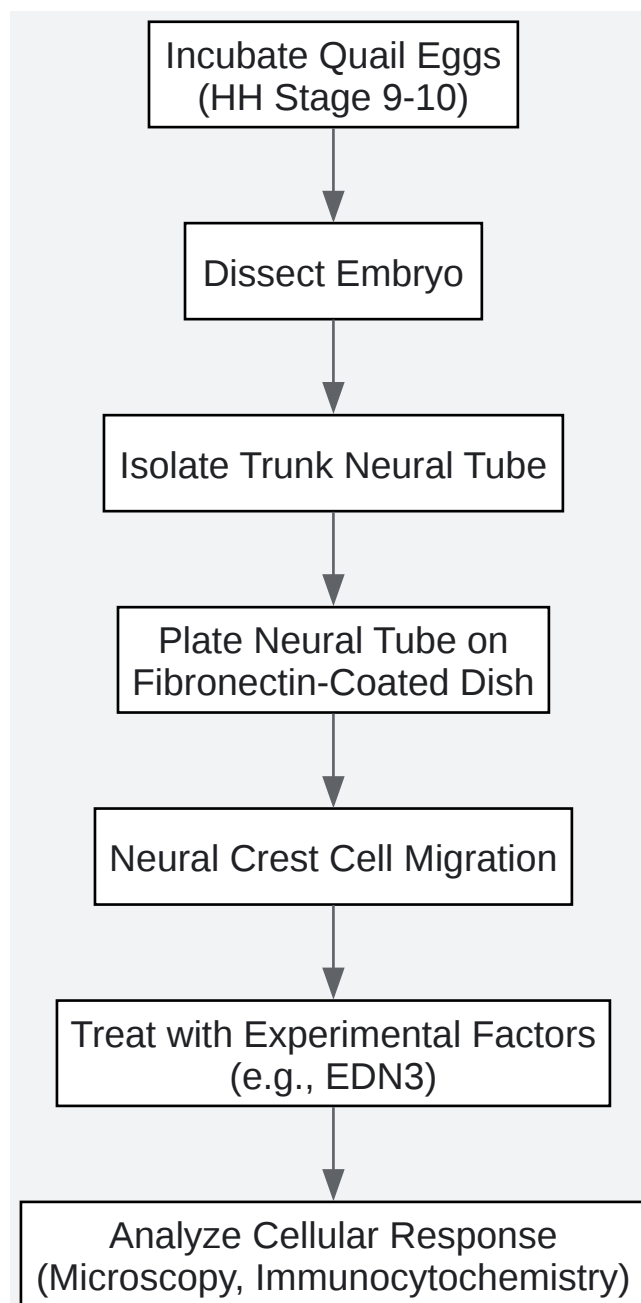 Incubate Quail Eggs
(HH Stage 9-10)
Dissect Embryo
Isolate Trunk Neural Tube
Plate Neural Tube on
Fibronectin-Coated Dish
Neural Crest Cell Migration
Treat with Experimental Factors
(e.g., EDN3)
Analyze Cellular Response
(Microscopy, Immunocytochemistry)